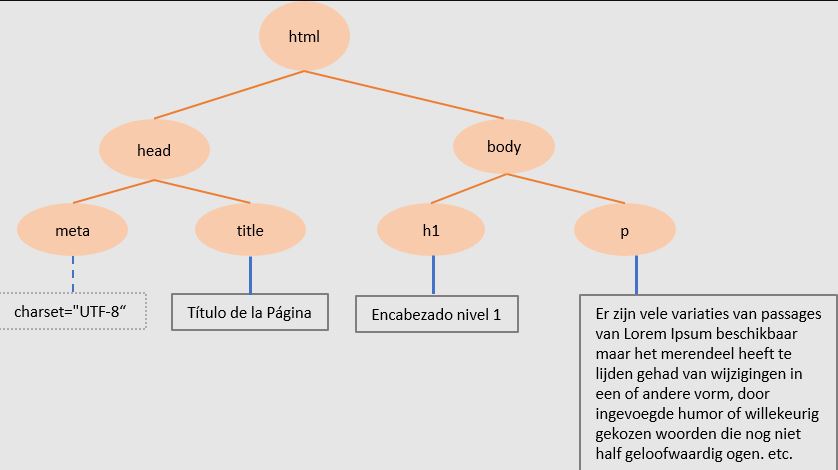 html
head
body
meta
title
h1
p
charset="UTF-8“
Título de la Página
Encabezado nivel 1
Er zijn vele variaties van passages
van Lorem Ipsum beschikbaar
maar het merendeel heeft te
lijden gehad van wijzigingen in
een of andere vorm, door
ingevoegde humor of willekeurig
gekozen woorden die nog niet
half geloofwaardig ogen. etc.